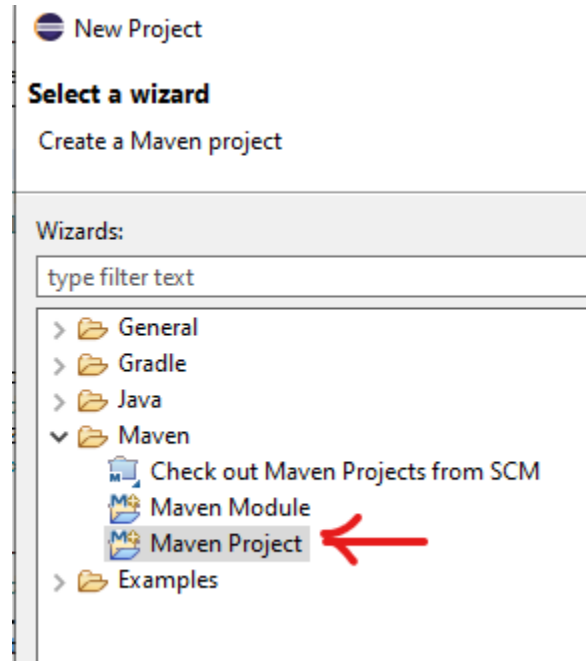 New Project
Select a wizard
Create a Maven project
Wizards:
type filter text
General
Gradle
Java
Maven
Check out Maven Projects from SCM
Maven Module
Maven Project
Examples